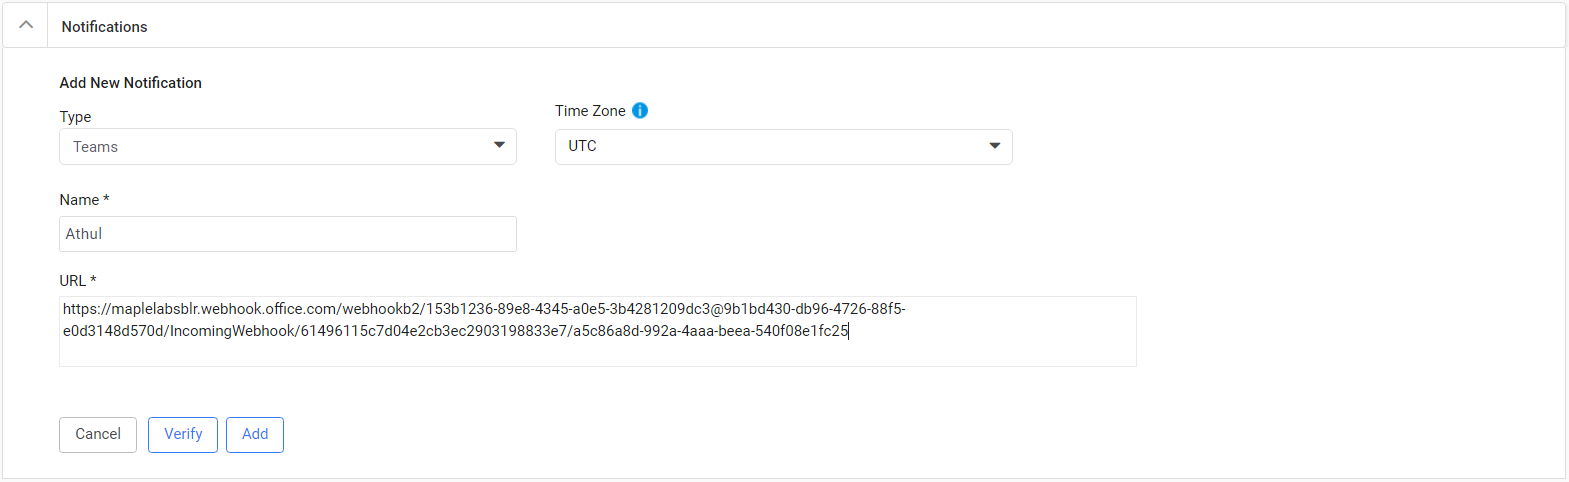 Notifications
Add New Notification
Type
Time Zone
Teams
UTC
Name *
Athul
URL *
https://maplelabsblr.webhook.office.com/webhookb2/153b1236-89e8-4345-a0e5-3b4281209dc3@9b1bd430-db96-4726-88f5-
e0d3148d570d/IncomingWebhook/61496115c7d04e2cb3ec2903198833e7/a5c86a8d-992a-4aaa-beea-540f08e1fc25
Cancel Verify Add